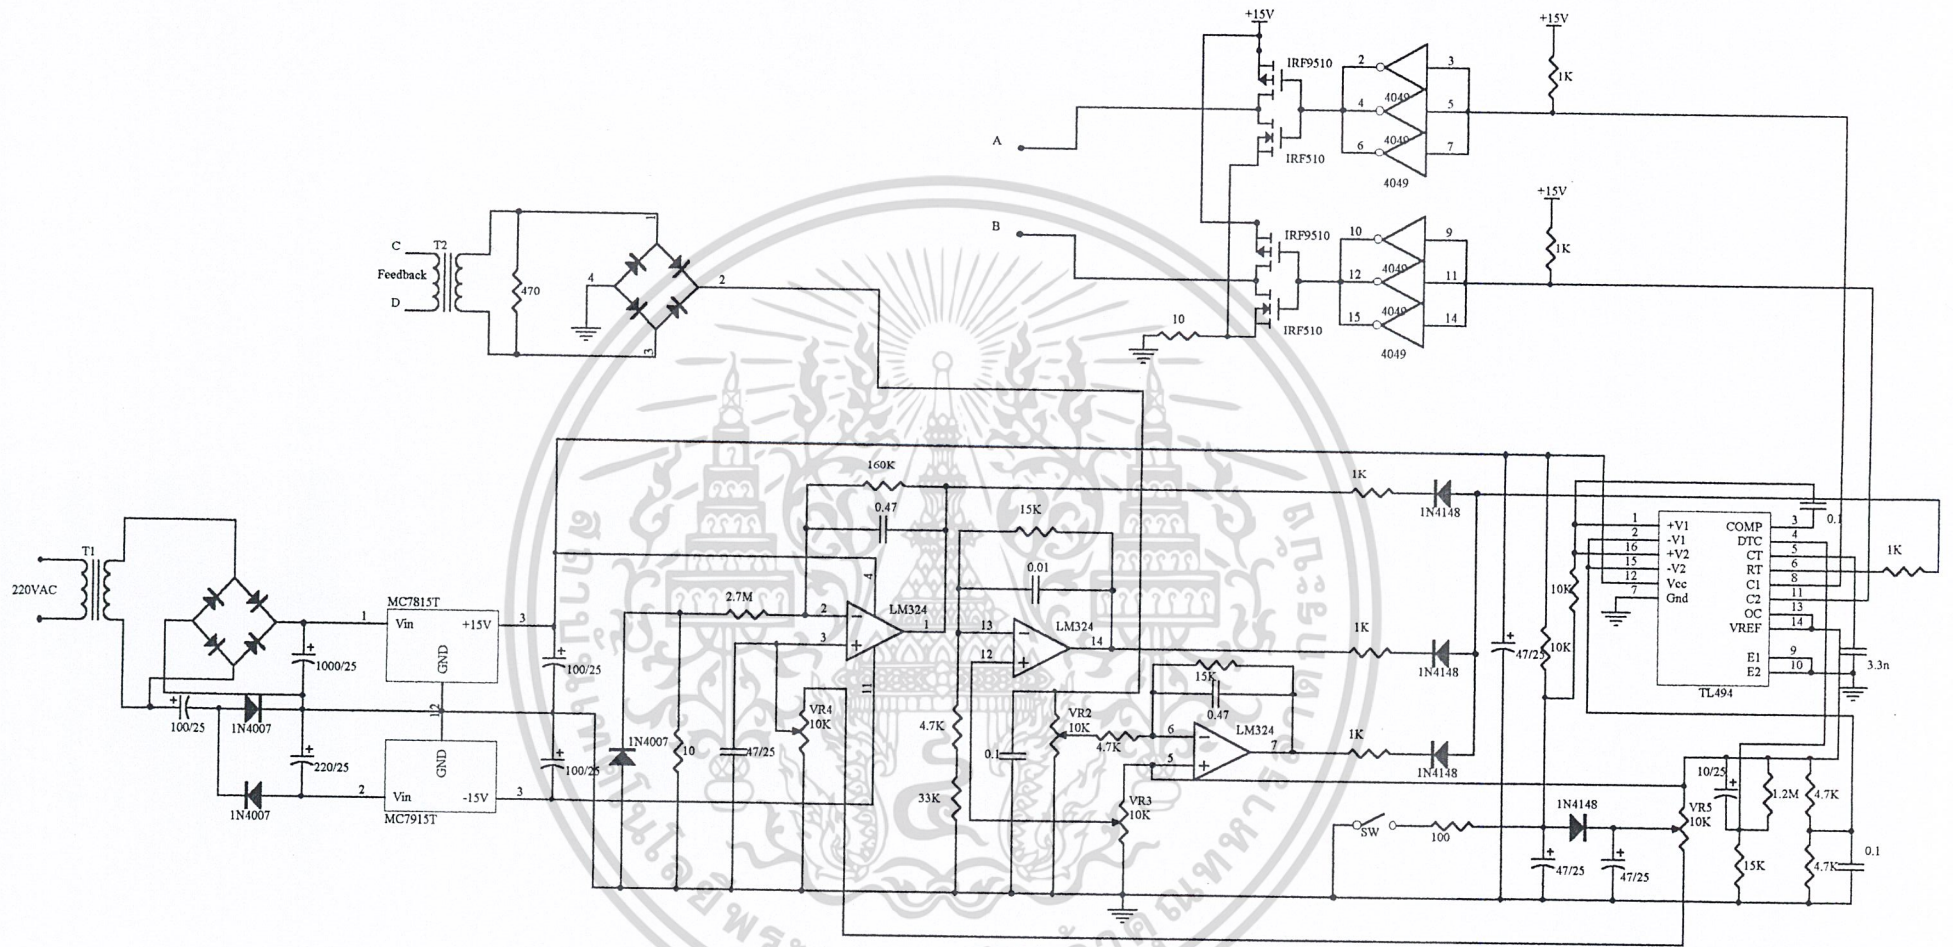 +15V
+15V
IRF9510
2
3
1K
4049
4
5
A
4049
6
7
IRF510
4049
+15V
B
IRF9510
10
9
1K
4049
12
11
4049
15
14
IRF510
4049
10
C
T2
1
Feedback
4
2
470
D
3
160K
0.47
15K
0.01
1K
1N4148
1
+V1
COMP
3
0.1
2
-V1
DTC
4
16
+V2
CT
5
15
-V2
RT
6
1K
12
Vcc
C1
8
7
Gnd
C2
11
OC
13
VREF
14
E1
9
E2
10
TL494
3.3n
10K
10K
47/25
T1
220VAC
MC7815T
1
Vin
+15V
3
GND
1000/25
100/25
2.7M
4
LM324
2
3
1
11
LM324
13
12
14
1K
1N4148
100/25
1N4007
1
2
220/25
1N4007
GND
2
Vin
-15V
3
MC7915T
100/25
1N4007
10
47/25
VR4
10K
4.7K
33K
0.1
VR2
10K
4.7K
15K
0.47
LM324
6
5
7
1K
1N4148
VR3
10K
SW
100
1N4148
47/25
47/25
VR5
10K
10/25
1.2M
4.7K
15K
4.7K
0.1